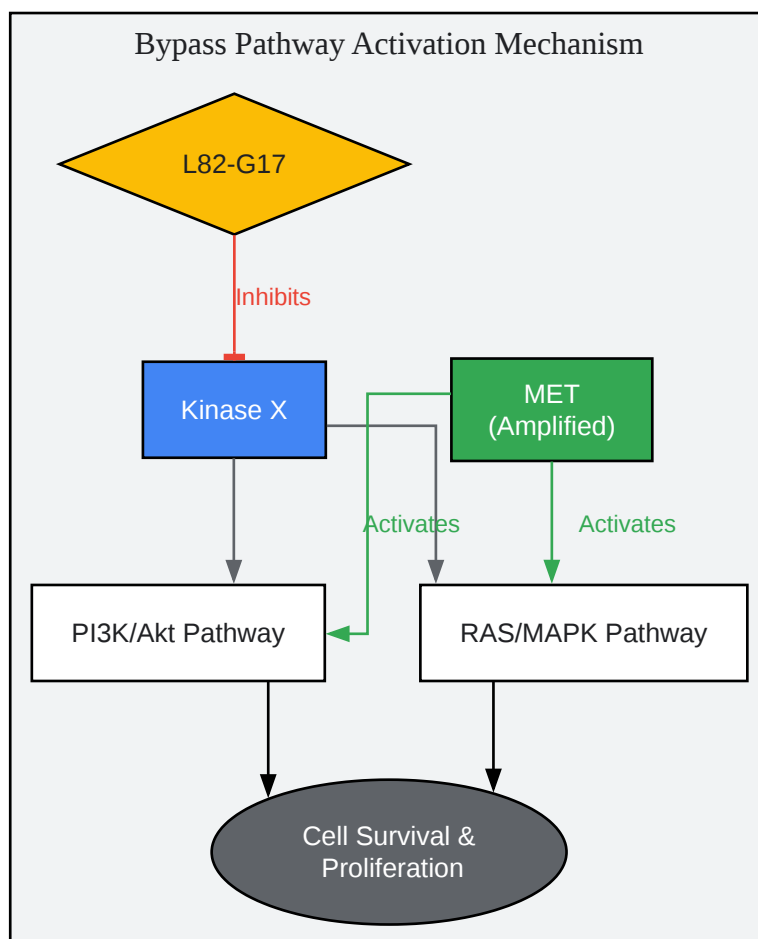 Bypass Pathway Activation Mechanism
L82-G17
Inhibits
Kinase X
MET
(Amplified)
Activates
Activates
PI3K/Akt Pathway
RAS/MAPK Pathway
Cell Survival &
Proliferation